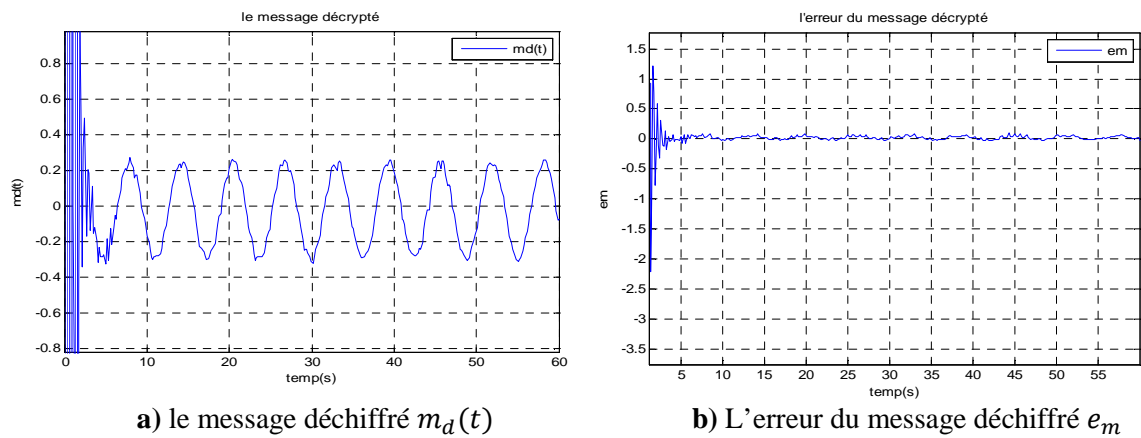 le message décrypté
md(t)
0.8
0.6
0.4
0.2
0
-0.2
-0.4
-0.6
-0.8
md(t)
0 10 20 30 40 50 60
temp(s)
a) le message déchiffré m_d(t)
l'erreur du message décrypté
em
1.5
1
0.5
0
-0.5
-1
-1.5
-2
-2.5
-3
-3.5
em
5 10 15 20 25 30 35 40 45 50 55
temp(s)
b) L'erreur du message déchiffré e_m